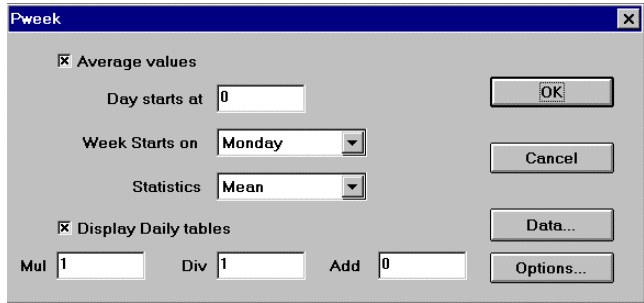 Pweek
Average values
Day starts at 0
OK
Week Starts on Monday
Cancel
Statistics Mean
Display Daily tables
Data...
Mul 1 Div 1 Add 0
Options...